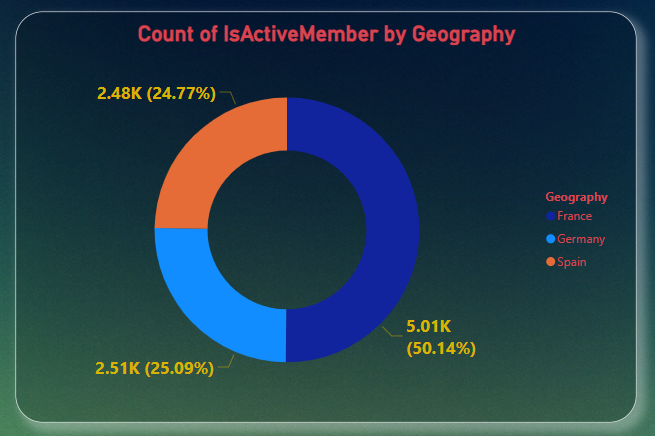 Count of IsActiveMember by Geography
2.48K (24.77%)
Geography
France
Germany
Spain
5.01K
(50.14%)
2.51K (25.09%)